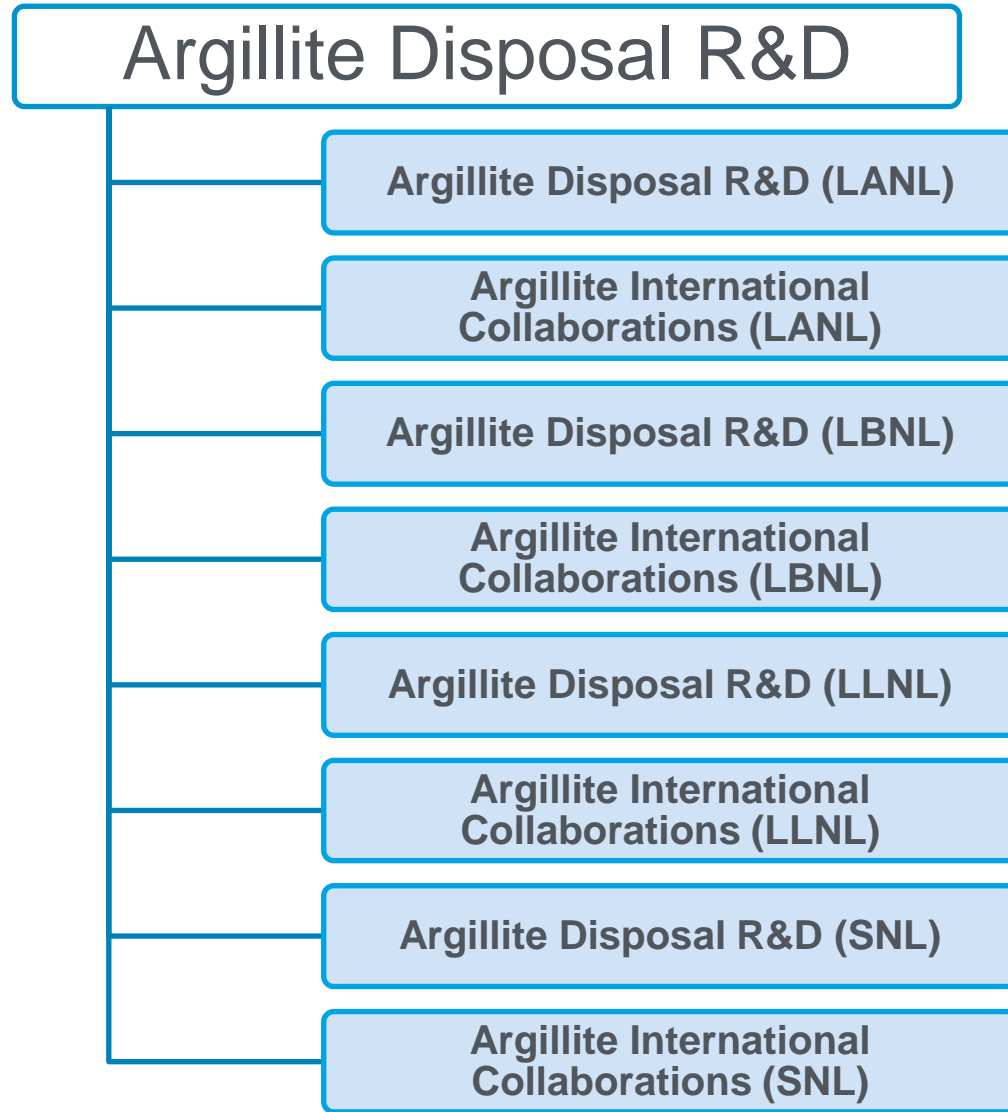 Argillite Disposal R&D
Argillite Disposal R&D (LANL)
Argillite International
Collaborations (LANL)
Argillite Disposal R&D (LBNL)
Argillite International
Collaborations (LBNL)
Argillite Disposal R&D (LLNL)
Argillite International
Collaborations (LLNL)
Argillite Disposal R&D (SNL)
Argillite International
Collaborations (SNL)